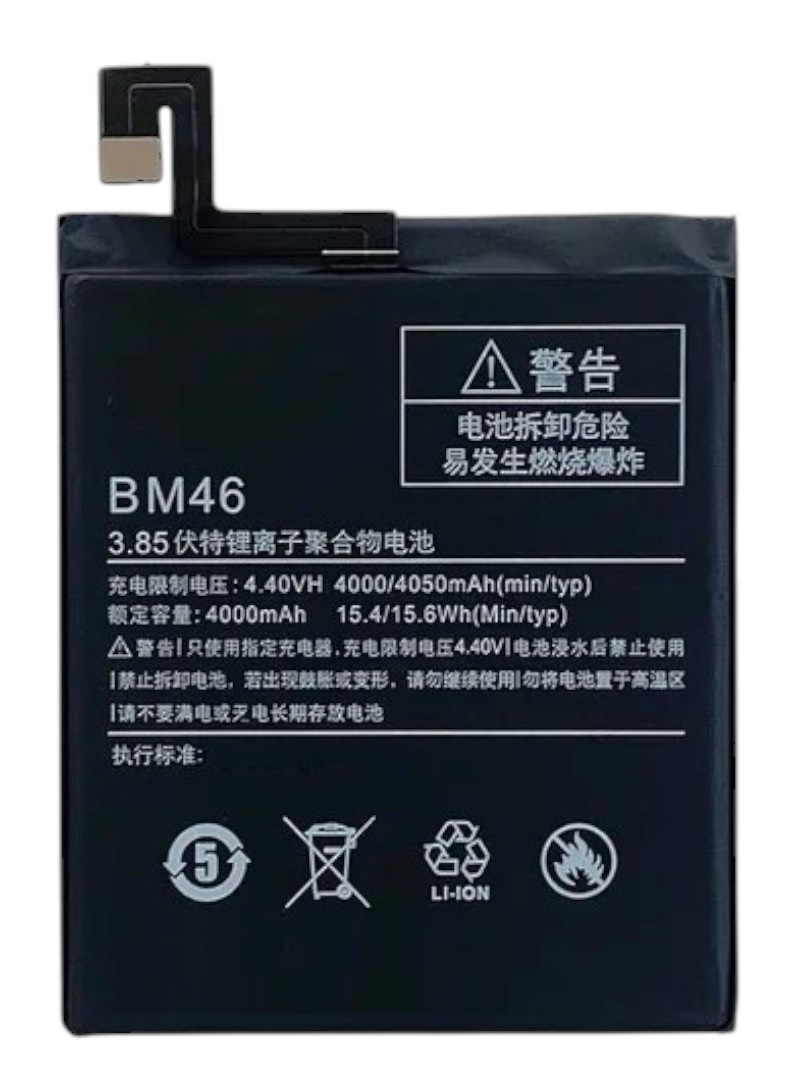 警告
电池拆卸危险
易发生燃烧爆炸
BM46
3.85伏特锂离子聚合物电池
充电限制电压:4.40VH 4000/4050mAh(min/typ)
额定容量:4000mAh 15.4/15.6Wh(Min/typ)
警告|只使用指定充电器.充电限制电压4.40V|电池浸水后禁止使用
|禁止拆卸电池,若出现鼓胀或变形,请勿继续使用|勿将电池置于高温区
|请不要满电或乏电长期存放电池
执行标准:
5
LI-ION